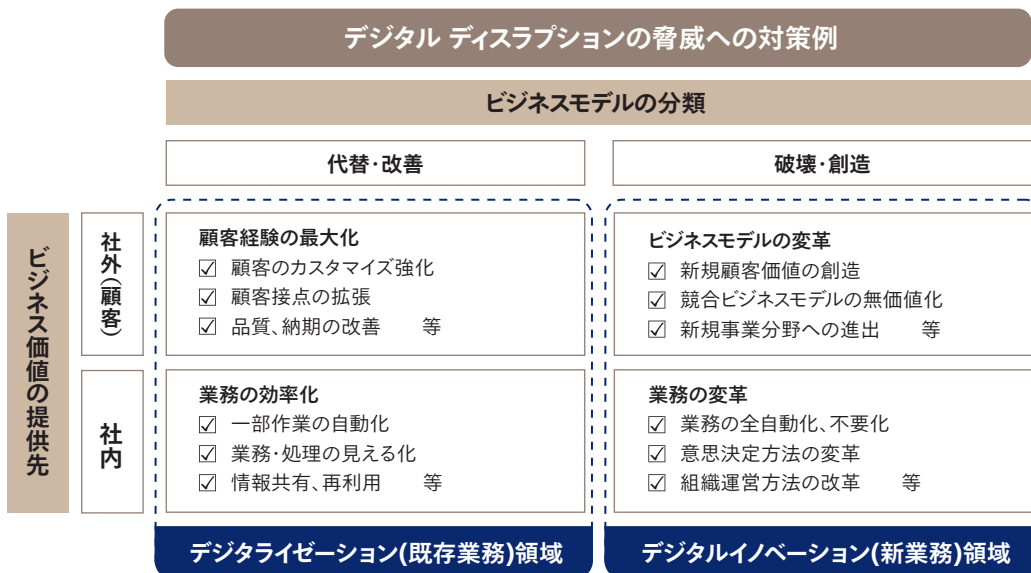 デジタル ディスラプションの脅威への対策例
ビジネスモデルの分類
代替・改善
破壊・創造
ビジネス価値の提供先
社外(顧客)
顧客経験の最大化
☑ 顧客のカスタマイズ強化
☑ 顧客接点の拡張
☑ 品質、納期の改善　等
ビジネスモデルの変革
☑ 新規顧客価値の創造
☑ 競合ビジネスモデルの無価値化
☑ 新規事業分野への進出　等
社内
業務の効率化
☑ 一部作業の自動化
☑ 業務・処理の見える化
☑ 情報共有、再利用　等
業務の変革
☑ 業務の全自動化、不要化
☑ 意思決定方法の変革
☑ 組織運営方法の改革　等
デジタライゼーション(既存業務)領域
デジタルイノベーション(新業務)領域